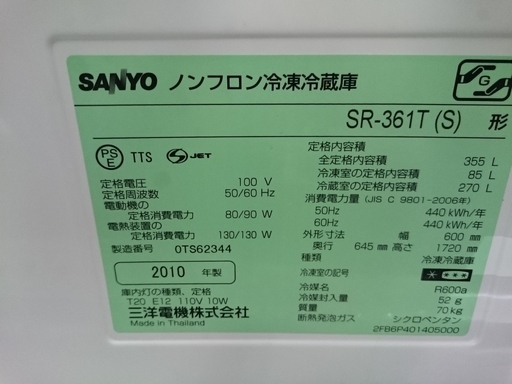 SANYO ノンフロン冷凍冷蔵庫
G
SR-361T (S) 形
PS E TTS S JET
定格電圧 100 V
定格周波数 50/60 Hz
電動機の
定格消費電力 80/90 W
電熱装置の
定格消費電力 130/130 W
製造番号 0TS62344
2010 年製
庫内灯の種類、定格
T20 E12 110V 10W
三洋電機株式会社
Made in Thailand
定格内容積
全定格内容積 355 L
冷凍室の定格内容積 85 L
冷蔵室の定格内容積 270 L
消費電力量 (JIS C 9801-2006年)
50Hz 440 kWh/年
60Hz 440 kWh/年
外形寸法 幅 600 mm
奥行 645 mm 高さ 1720 mm
種類 冷凍冷蔵庫
冷凍室の記号 * ***
冷媒名 R600a
冷媒封入量 52 g
質量 70 kg
断熱発泡ガス シクロペンタン
2FB6P401405000